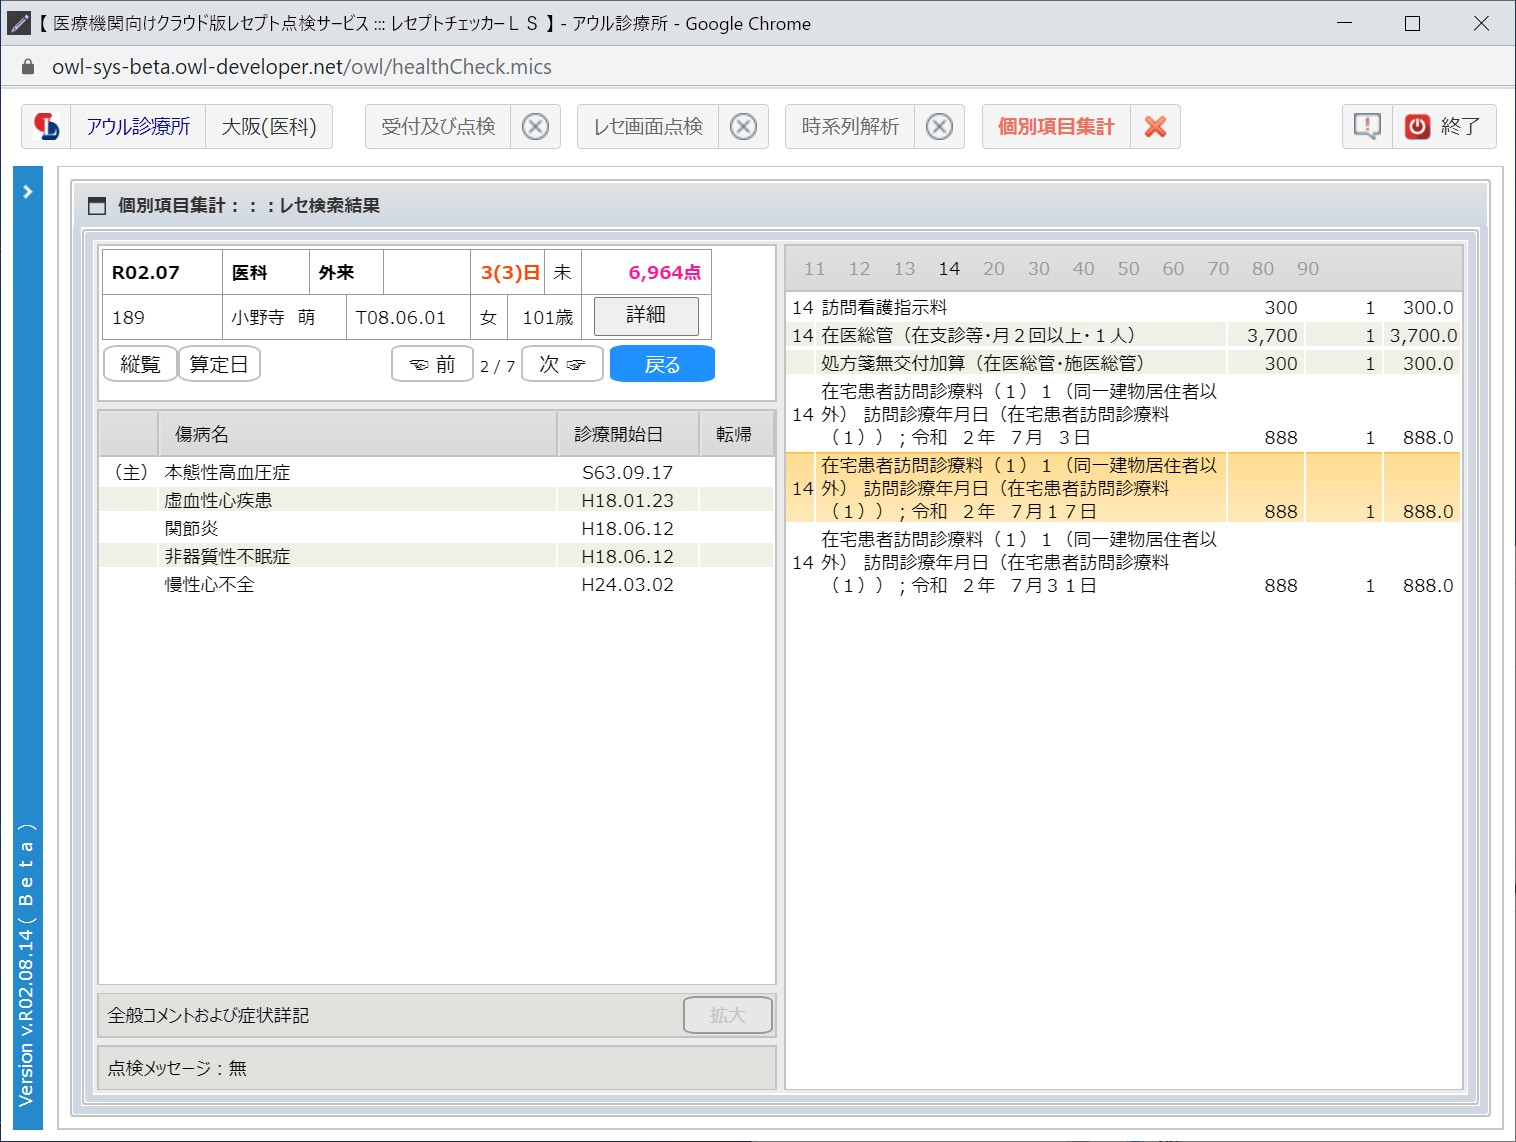 【 医療機関向けクラウド版レセプト点検サービス ::: レセプトチェッカーＬＳ 】 - アウル診療所 - Google Chrome
owl-sys-beta.owl-developer.net/owl/healthCheck.mics
アウル診療所 大阪(医科) 受付及び点検 レセ画面点検 時系列解析 個別項目集計 終了
個別項目集計：：：レセ検索結果
R02.07 医科 外来 3(3)日 未 6,964点
189 小野寺 萌 T08.06.01 女 101歳 詳細
縦覧 算定日 前 2 / 7 次 戻る
傷病名 診療開始日 転帰
（主） 本態性高血圧症 S63.09.17
虚血性心疾患 H18.01.23
関節炎 H18.06.12
非器質性不眠症 H18.06.12
慢性心不全 H24.03.02
全般コメントおよび症状詳記 拡大
点検メッセージ：無
11 12 13 14 20 30 40 50 60 70 80 90
14 訪問看護指示料 300 1 300.0
14 在医総管（在支診等・月２回以上・１人） 3,700 1 3,700.0
処方箋無交付加算（在医総管・施医総管） 300 1 300.0
在宅患者訪問診療料（１）１（同一建物居住者以
14 外） 訪問診療年月日（在宅患者訪問診療料
（１））；令和 ２年 ７月 ３日 888 1 888.0
在宅患者訪問診療料（１）１（同一建物居住者以
14 外） 訪問診療年月日（在宅患者訪問診療料
（１））；令和 ２年 ７月１７日 888 1 888.0
在宅患者訪問診療料（１）１（同一建物居住者以
14 外） 訪問診療年月日（在宅患者訪問診療料
（１））；令和 ２年 ７月３１日 888 1 888.0
Version v.R02.08.14（Ｂｅｔａ）